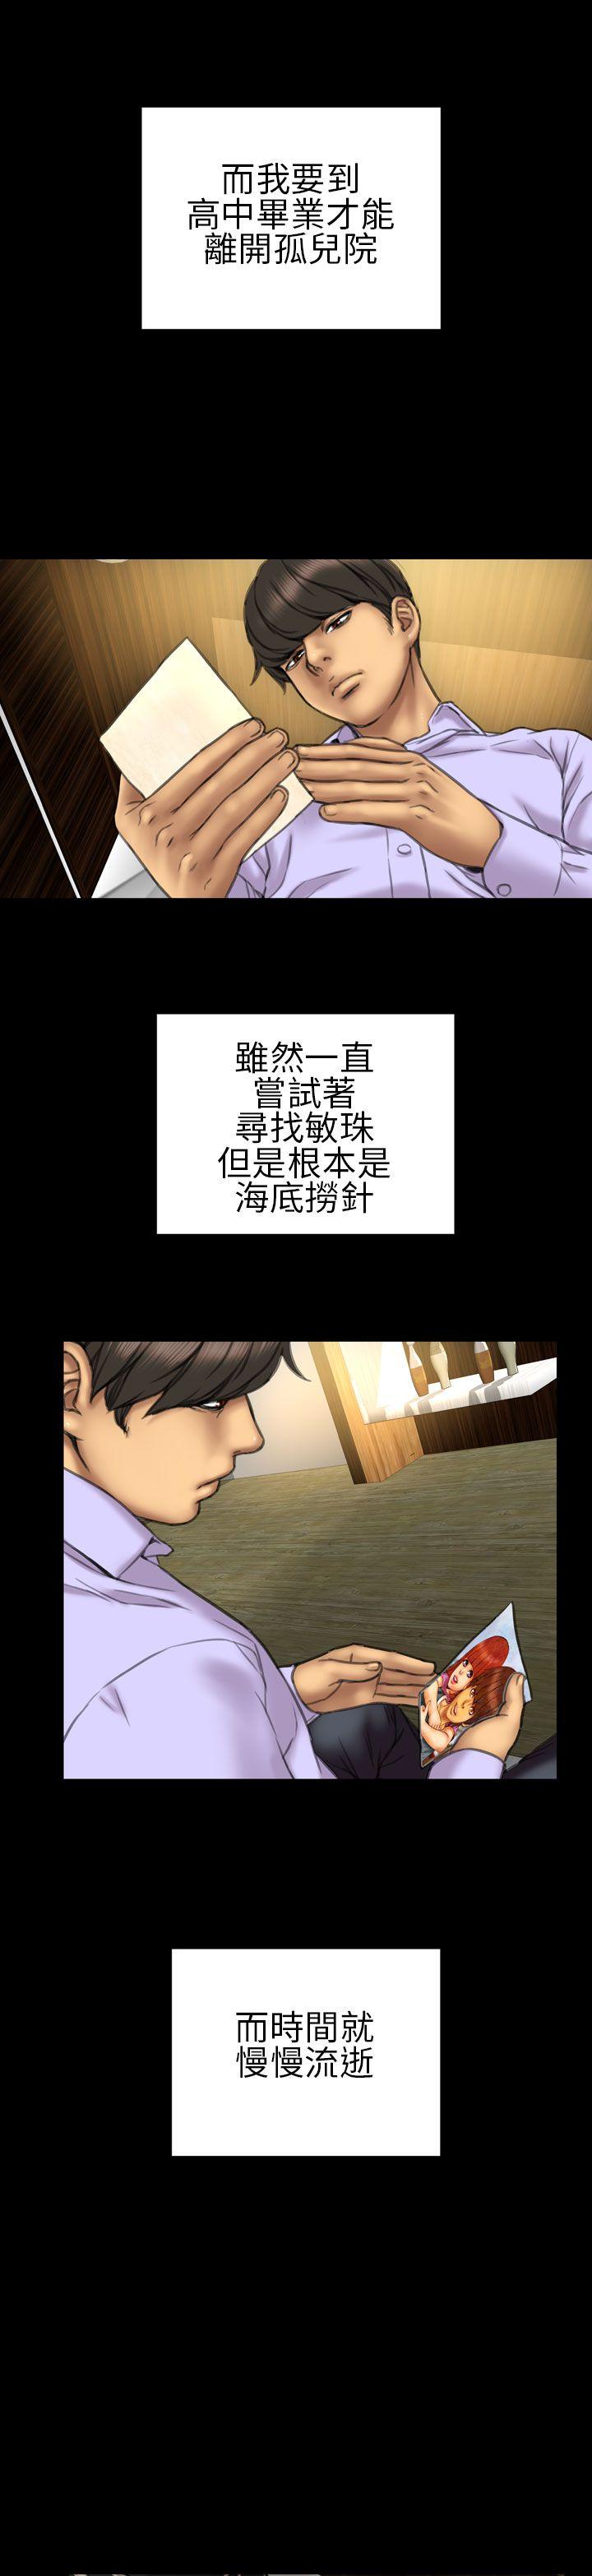 而我要到
高中畢業才能
離開孤兒院
雖然一直
嘗試著
尋找敏珠
但是根本是
海底撈針
而時間就
慢慢流逝